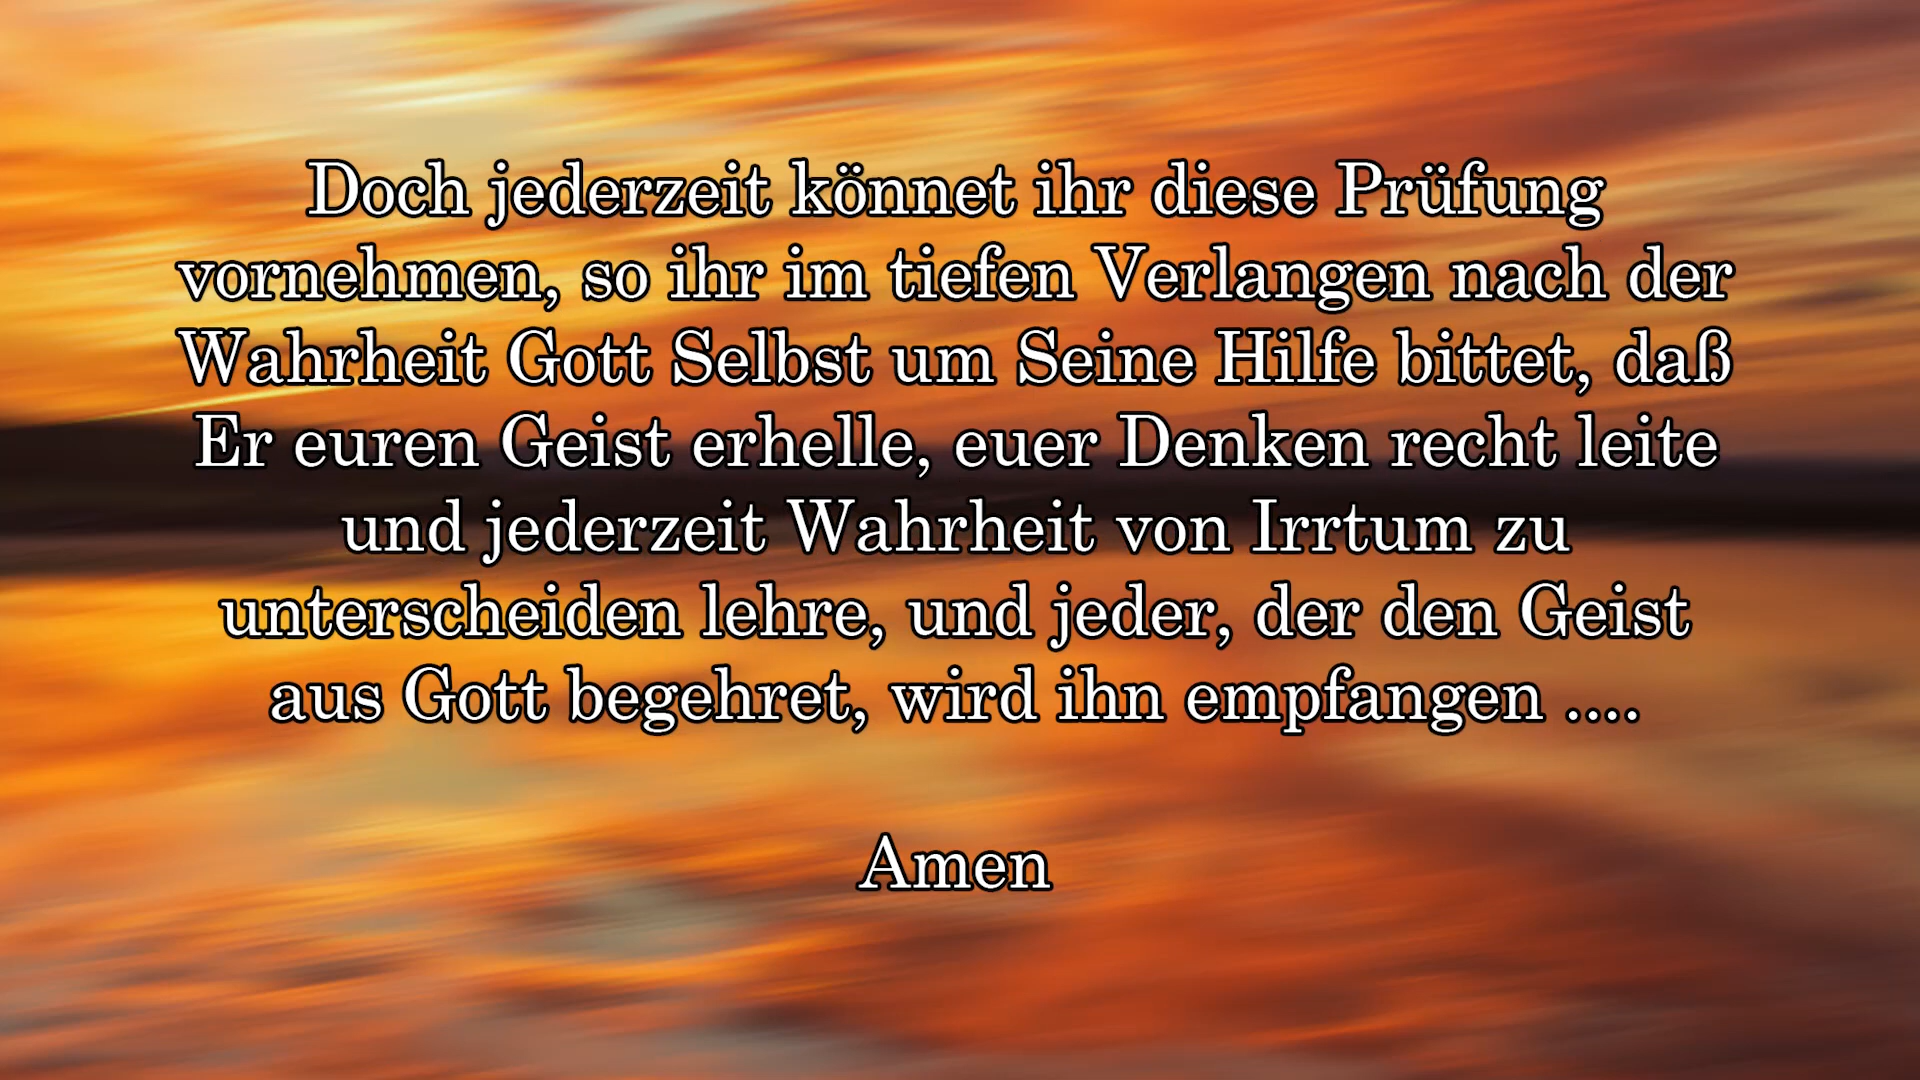 Doch jederzeit könnet ihr diese Prüfung
vornehmen, so ihr im tiefen Verlangen nach der
Wahrheit Gott Selbst um Seine Hilfe bittet, daß
Er euren Geist erhelle, euer Denken recht leite
und jederzeit Wahrheit von Irrtum zu
unterscheiden lehre, und jeder, der den Geist
aus Gott begehret, wird ihn empfangen ....
Amen